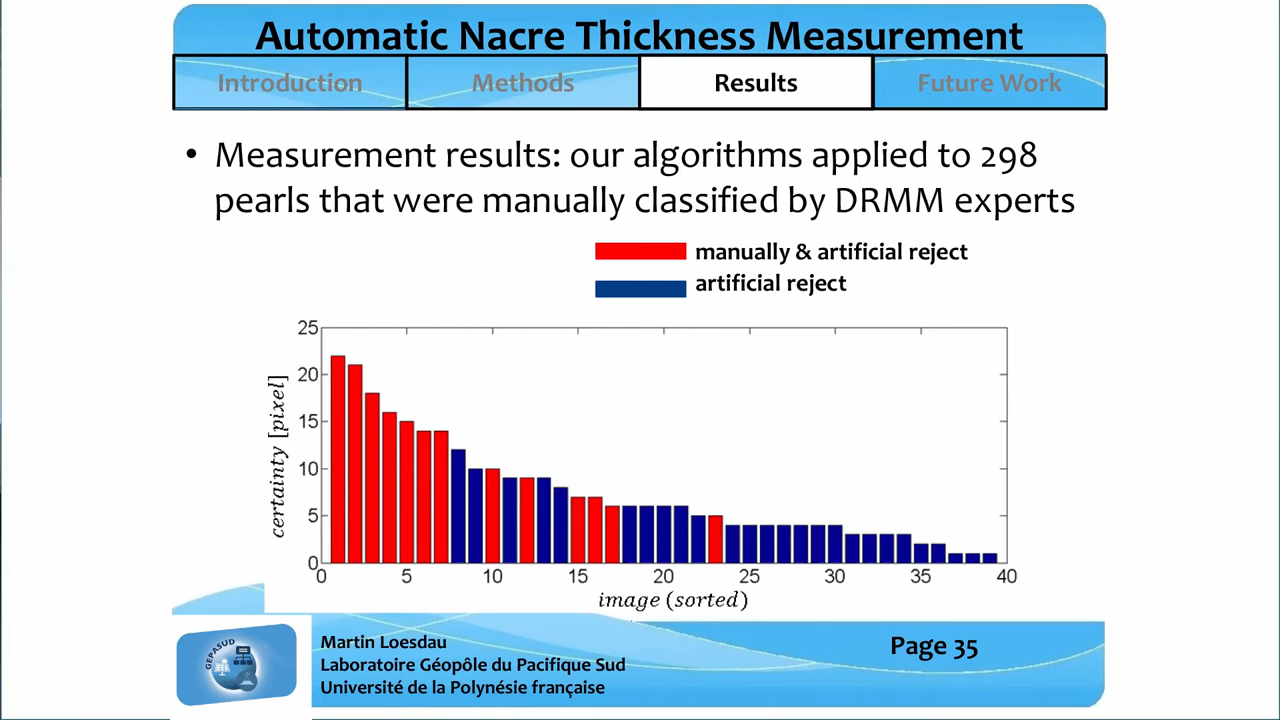 Automatic Nacre Thickness Measurement
Introduction
Methods
Results
Future Work
• Measurement results: our algorithms applied to 298
pearls that were manually classified by DRMM experts
manually & artificial reject
artificial reject
certainty [pixel]
25
20
15
10
5
0
0 5 10 15 20 25 30 35 40
image (sorted)
GEPASUD
Martin Loesdau
Laboratoire Géopôle du Pacifique Sud
Université de la Polynésie française
Page 35